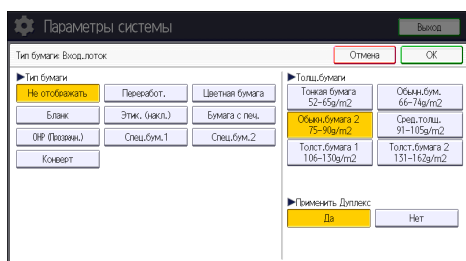 Параметры системы
Выход
Тип бумаги: Вход.лоток
Отмена
OK
►Тип бумаги
Не отображать
Переработ.
Цветная бумага
Бланк
Этик. (накл.)
Бумага с печ.
OHP (Прозрачн.)
Спец.бум.1
Спец.бум.2
Конверт
►Толщ.бумаги
Тонкая бумага
52-65g/m2
Обычн.бум.
66-74g/m2
Обыкн.бумага 2
75-90g/m2
Сред.толщ.
91-105g/m2
Толст.бумага 1
106-130g/m2
Толст.бумага 2
131-162g/m2
►Применить Дуплекс
Да
Нет